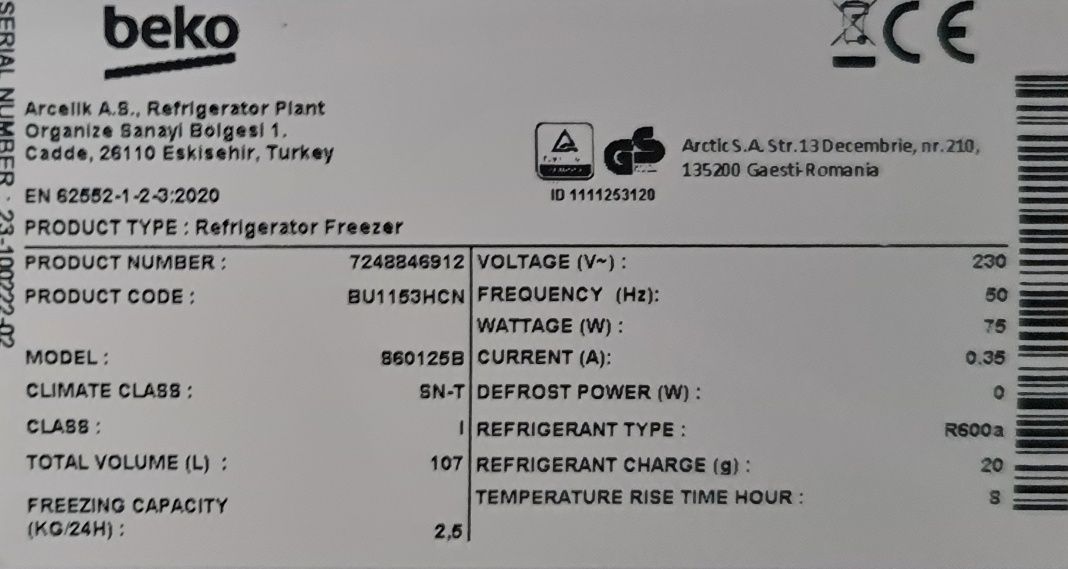 beko
CE
SERIAL NUMBER : 23-100222-02
Arcelik A.S., Refrigerator Plant
Organize Sanayi Bolgesi 1.
Cadde, 26110 Eskisehir, Turkey
GS
Arctic S.A. Str.13 Decembrie, nr.210,
135200 Gaesti-Romania
EN 62552-1-2-3:2020
ID 1111253120
PRODUCT TYPE : Refrigerator Freezer
PRODUCT NUMBER : 7248846912
PRODUCT CODE : BU1153HCN
MODEL : 860125B
CLIMATE CLASS : SN-T
CLASS : I
TOTAL VOLUME (L) : 107
FREEZING CAPACITY
(KG/24H) : 2,5
VOLTAGE (V~) : 230
FREQUENCY (Hz): 50
WATTAGE (W) : 75
CURRENT (A): 0.35
DEFROST POWER (W) : 0
REFRIGERANT TYPE : R600a
REFRIGERANT CHARGE (g) : 20
TEMPERATURE RISE TIME HOUR : 8